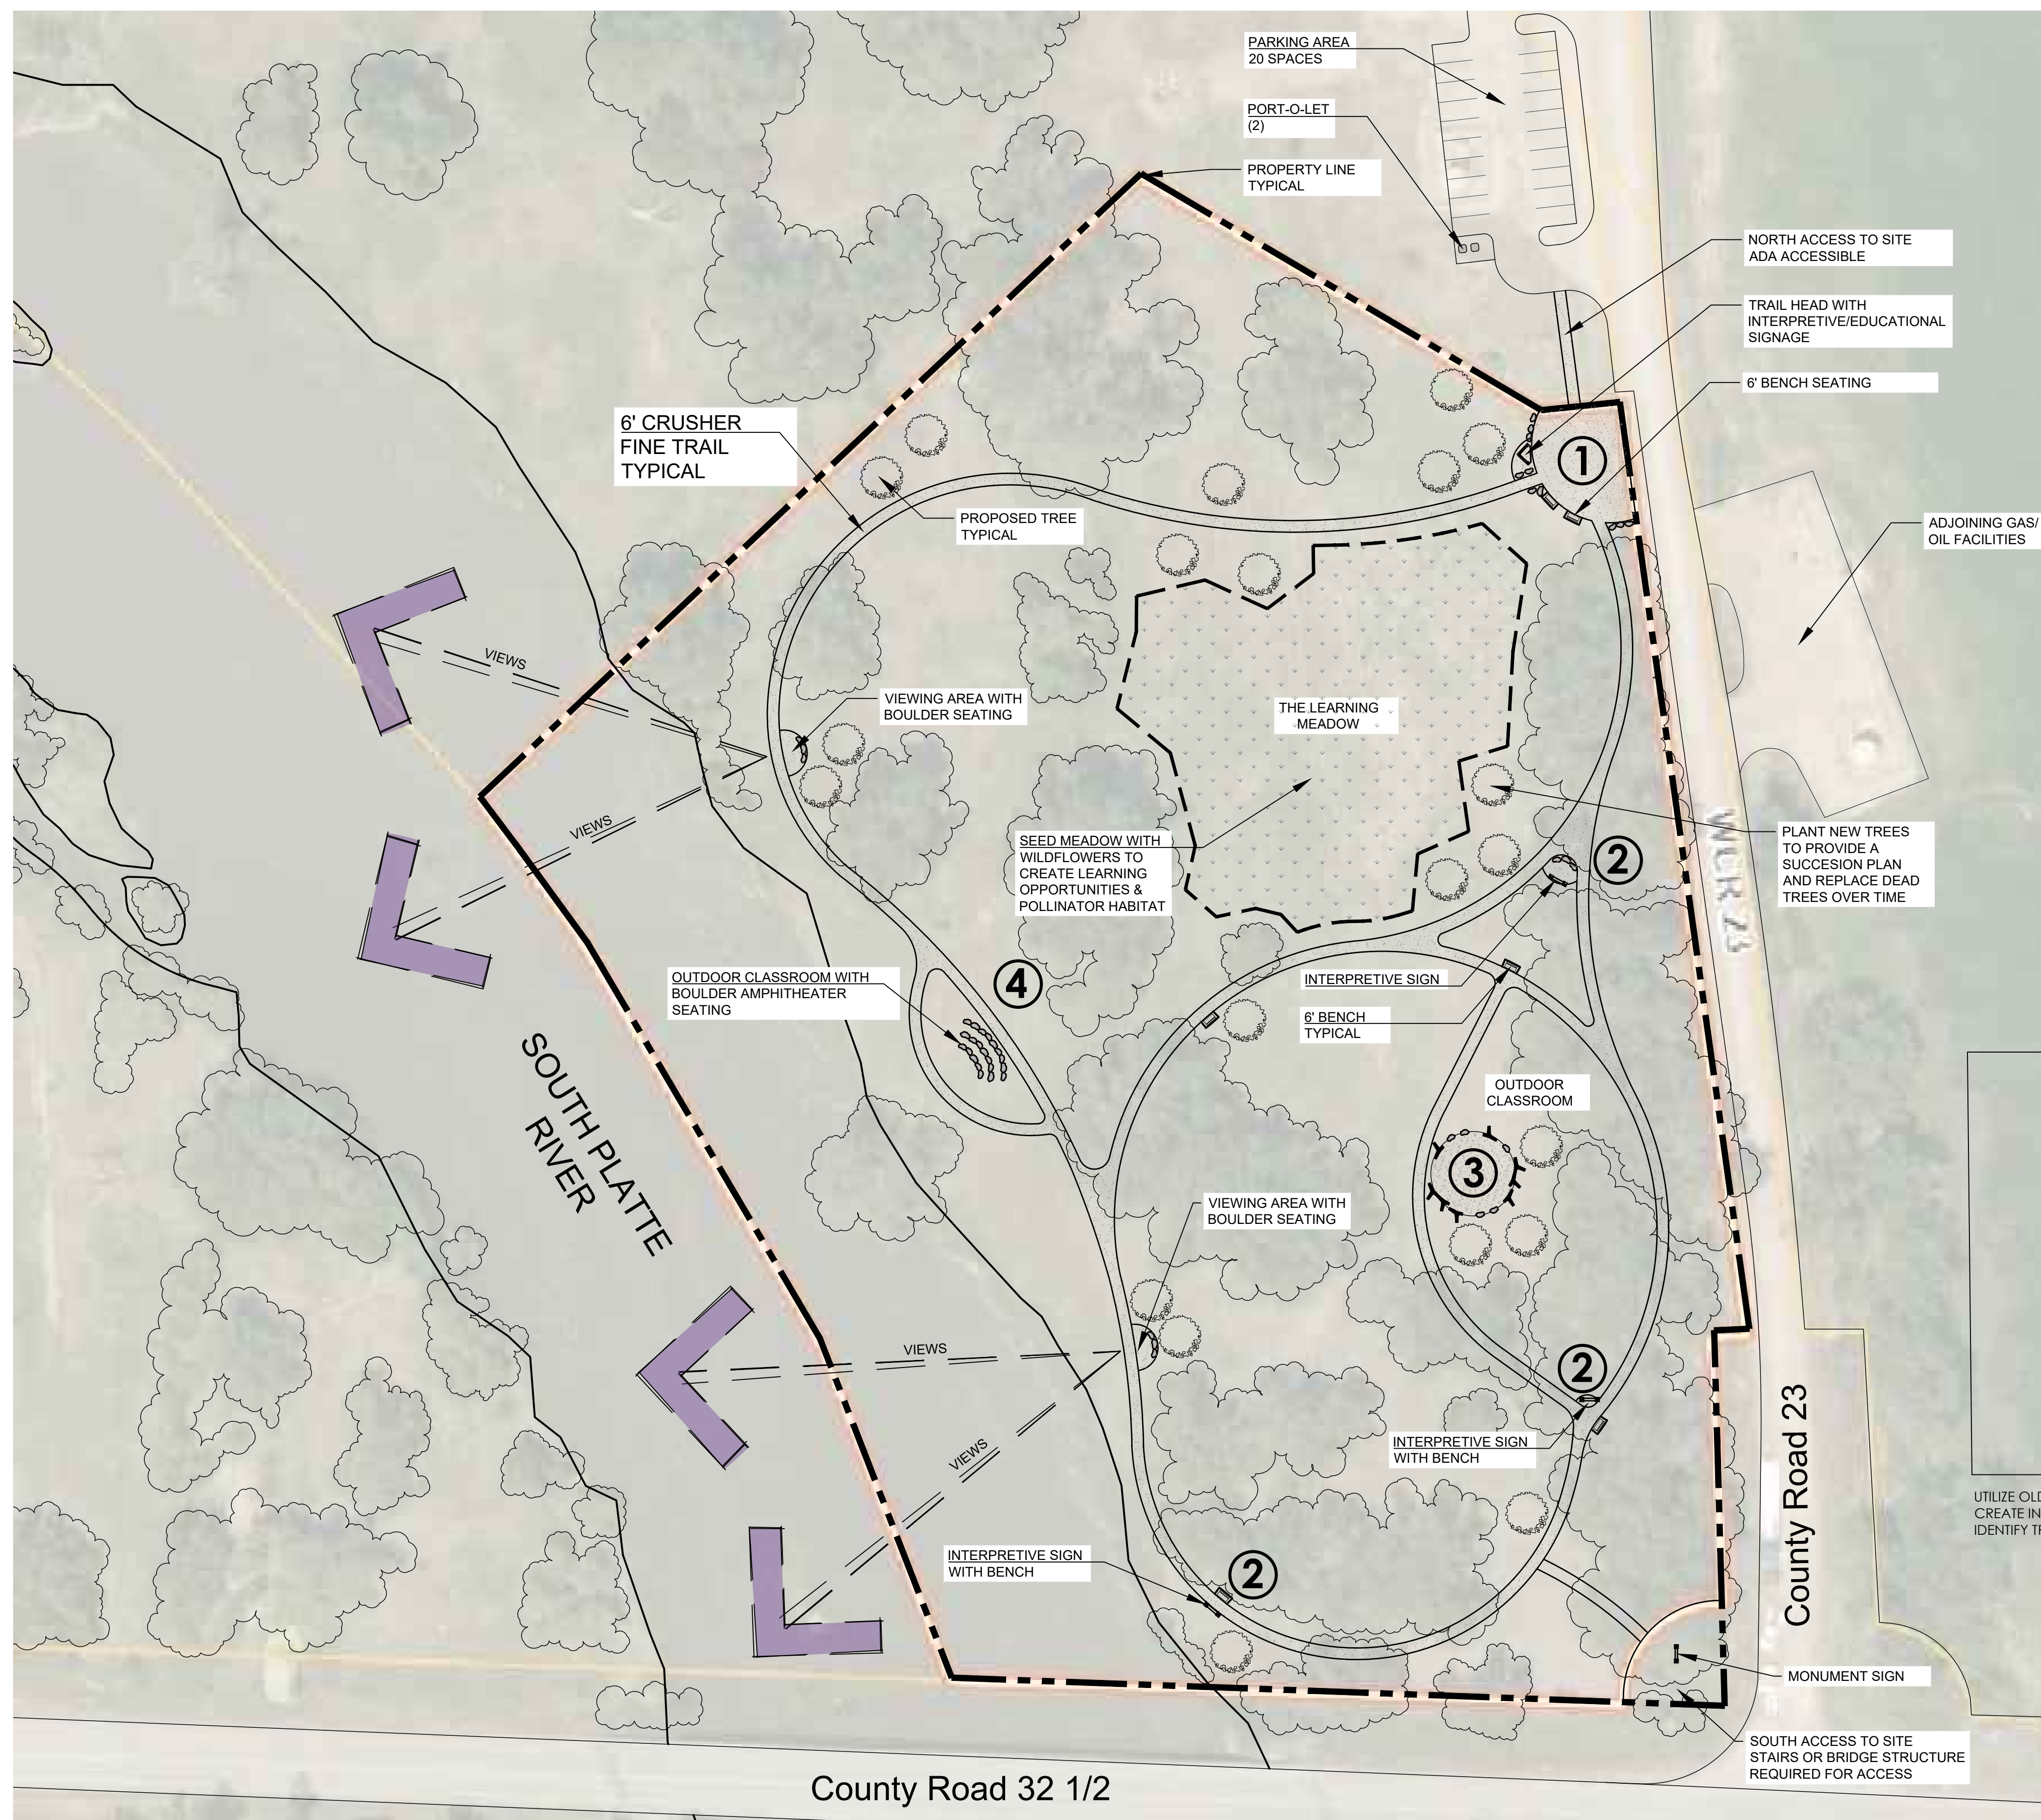 PARKING AREA
20 SPACES
PORT-O-LET
(2)
PROPERTY LINE
TYPICAL
NORTH ACCESS TO SITE
ADA ACCESSIBLE
TRAIL HEAD WITH
INTERPRETIVE/EDUCATIONAL
SIGNAGE
6' BENCH SEATING
6' CRUSHER
FINE TRAIL
TYPICAL
1
PROPOSED TREE
TYPICAL
ADJOINING GAS/
OIL FACILITIES
VIEWS
VIEWING AREA WITH
BOULDER SEATING
THE LEARNING
MEADOW
VIEWS
SEED MEADOW WITH
WILDFLOWERS TO
CREATE LEARNING
OPPORTUNITIES &
POLLINATOR HABITAT
2
WCR 23
PLANT NEW TREES
TO PROVIDE A
SUCCESION PLAN
AND REPLACE DEAD
TREES OVER TIME
OUTDOOR CLASSROOM WITH
BOULDER AMPHITHEATER
SEATING
4
INTERPRETIVE SIGN
6' BENCH
TYPICAL
SOUTH PLATTE
RIVER
OUTDOOR
CLASSROOM
3
VIEWING AREA WITH
BOULDER SEATING
VIEWS
2
VIEWS
INTERPRETIVE SIGN
WITH BENCH
County Road 23
UTILIZE OLD
CREATE IN
IDENTIFY
INTERPRETIVE SIGN
WITH BENCH
2
MONUMENT SIGN
SOUTH ACCESS TO SITE
STAIRS OR BRIDGE STRUCTURE
REQUIRED FOR ACCESS
County Road 32 1/2